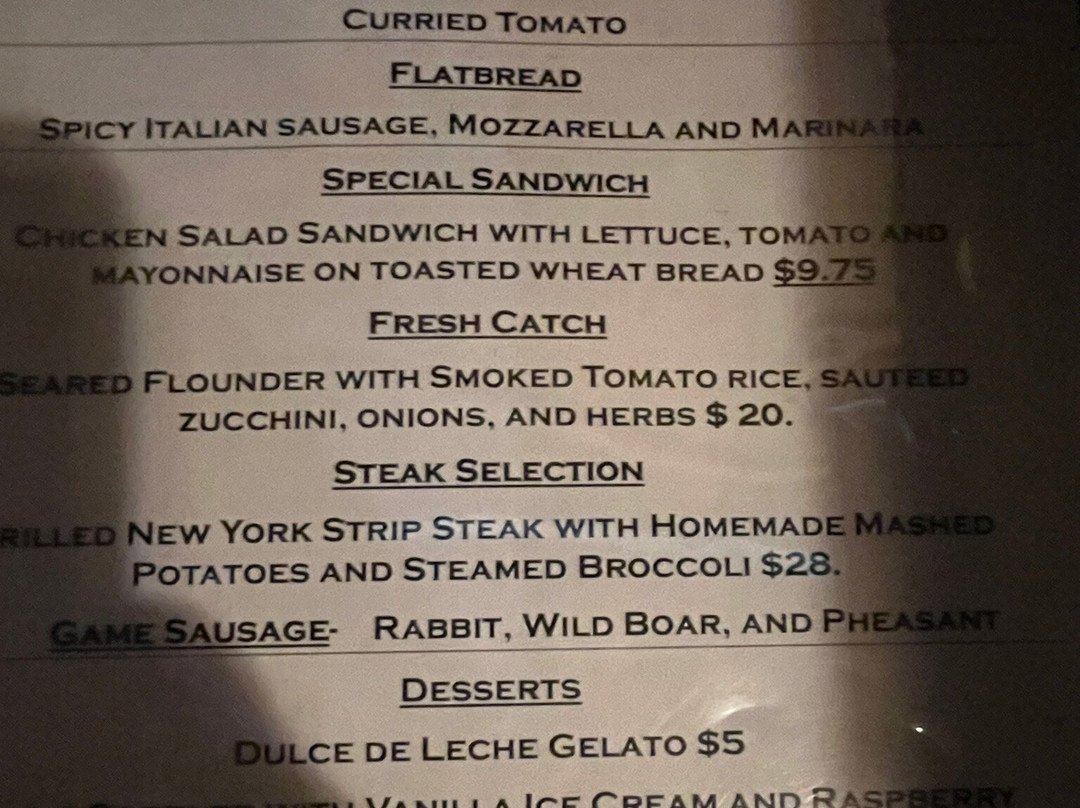 CURRIED TOMATO
FLATBREAD
SPICY ITALIAN SAUSAGE, MOZZARELLA AND MARINARA
SPECIAL SANDWICH
CHICKEN SALAD SANDWICH WITH LETTUCE, TOMATO AND
MAYONNAISE ON TOASTED WHEAT BREAD $9.75
FRESH CATCH
SEARED FLOUNDER WITH SMOKED TOMATO RICE, SAUTEED
ZUCCHINI, ONIONS, AND HERBS $ 20.
STEAK SELECTION
RILLED NEW YORK STRIP STEAK WITH HOMEMADE MASHED
POTATOES AND STEAMED BROCCOLI $28.
GAME SAUSAGE- RABBIT, WILD BOAR, AND PHEASANT
DESSERTS
DULCE DE LECHE GELATO $5
WITH VANILLA ICE CREAM AND RASPBERRY